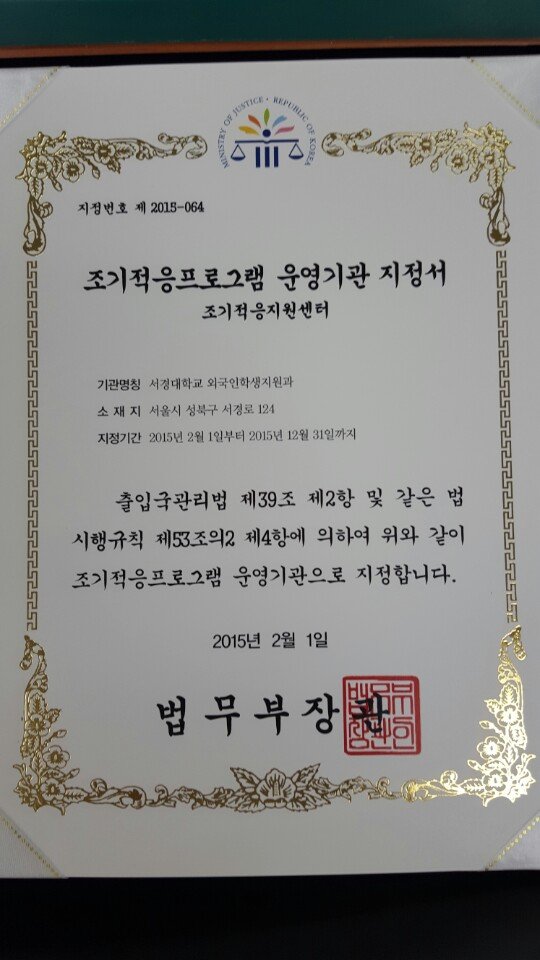 MINISTRY OF JUSTICE · REPUBLIC OF KOREA
지정번호 제 2015-064
조기적응프로그램 운영기관 지정서
조기적응지원센터
기관명칭 서경대학교 외국인학생지원과
소 재 지 서울시 성북구 서경로 124
지정기간 2015년 2월 1일부터 2015년 12월 31일까지
출입국관리법 제39조 제2항 및 같은 법
시행규칙 제53조의2 제4항에 의하여 위와 같이
조기적응프로그램 운영기관으로 지정합니다.
2015년 2월 1일
법무부장관